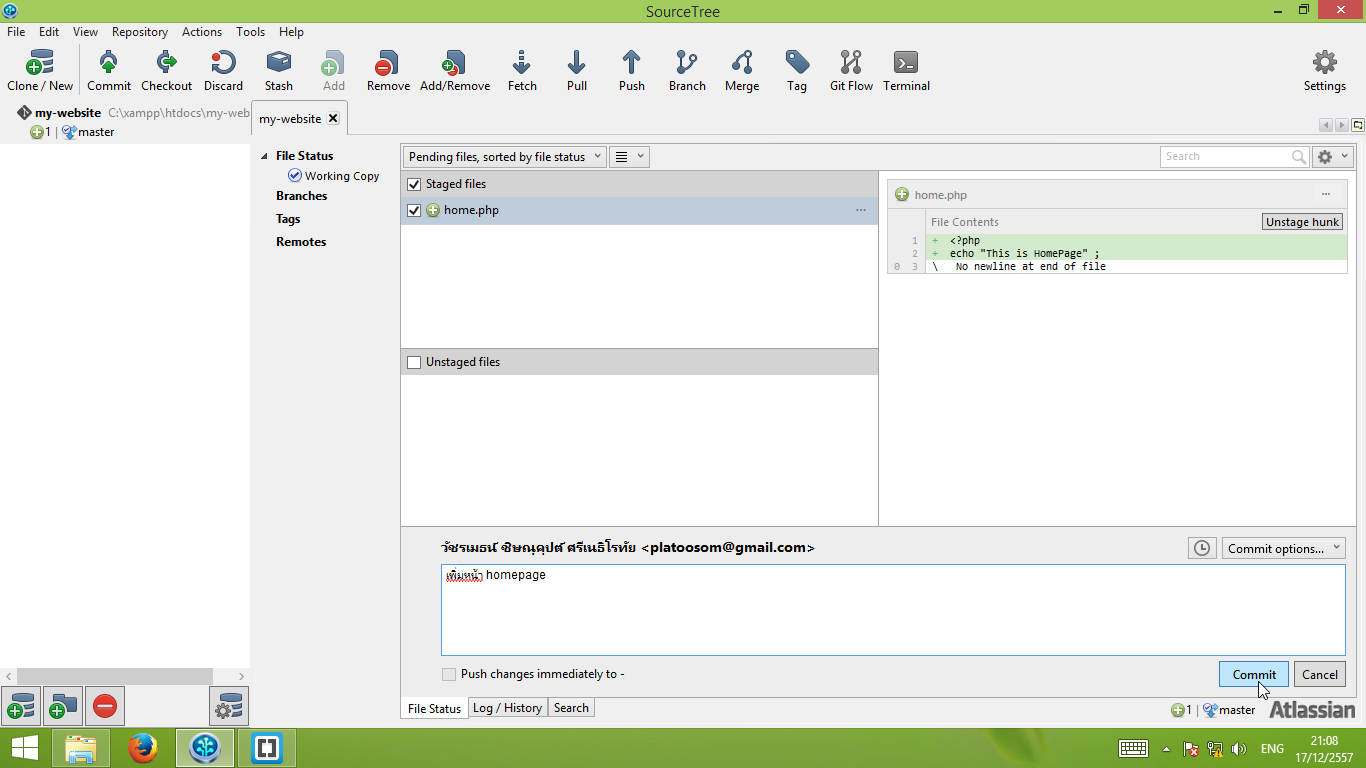 SourceTree
File Edit View Repository Actions Tools Help
Clone / New Commit Checkout Discard Stash Add Remove Add/Remove Fetch Pull Push Branch Merge Tag Git Flow Terminal Settings
my-website C:\xampp\htdocs\my-web
1 | master
my-website
File Status
Working Copy
Branches
Tags
Remotes
Pending files, sorted by file status
Search
Staged files
home.php ...
Unstaged files
home.php ...
File Contents Unstage hunk
1 + <?php
2 + echo "This is HomePage" ;
0 3 \ No newline at end of file
วัชรเมธน์ ชิษณุคุปต์ ศรีเนธิโรทัย <platoosom@gmail.com>
Commit options...
เพิ่มหน้า homepage
Push changes immediately to -
Commit Cancel
File Status Log / History Search
1 | master Atlassian
ENG
21:08
17/12/2557